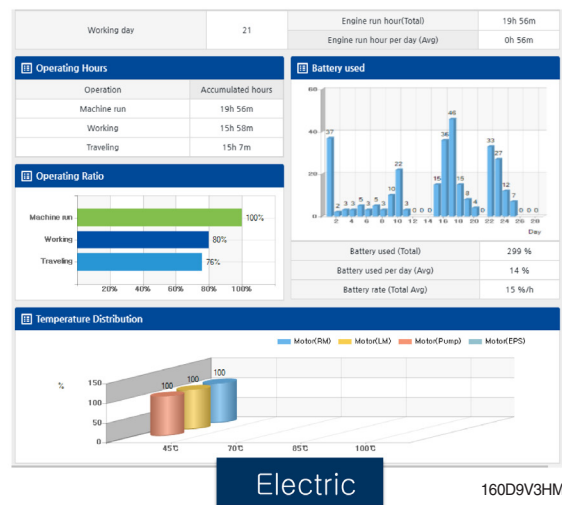 Working day 21 Engine run hour(Total) 19h 56m
Engine run hour per day (Avg) 0h 56m
Operating Hours
Operation Accumulated hours
Machine run 19h 56m
Working 15h 58m
Traveling 15h 7m
Operating Ratio
Machine run 100%
Working 80%
Traveling 76%
20% 40% 60% 80% 100%
Battery used
60
40
20
0
37 2 3 3 5 3 5 3 10 22 3 0 0 0 15 36 46 15 8 4 0 33 27 12 7 0 0 0
2 4 6 8 10 12 14 16 18 20 22 24 26 28
Day
Battery used (Total) 299 %
Battery used per day (Avg) 14 %
Battery rate (Total Avg) 15 %/h
Temperature Distribution
Motor(RM) Motor(LM) Motor(Pump) Motor(EPS)
%
150
100
50
0
100 100 100
45℃ 70℃ 85℃ 100℃
Electric
160D9V3HM